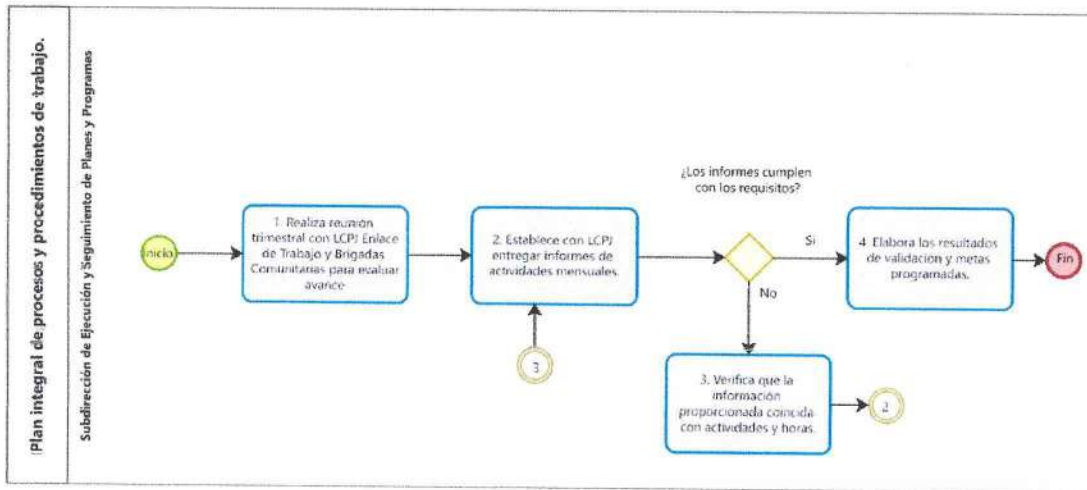 Plan integral de procesos y procedimientos de trabajo.
Subdirección de Ejecución y Seguimiento de Planes y Programas
Inicio
1. Realiza reunión
trimestral con LCPJ Enlace
de Trabajo y Brigadas
Comunitarias para evaluar
avance
2. Establece con LCPJ
entregar informes de
actividades mensuales.
3
¿Los informes cumplen
con los requisitos?
Si
No
3. Verifica que la
información
proporcionada coincida
con actividades y horas.
2
4. Elabora los resultados
de validacion y metas
programadas.
Fin